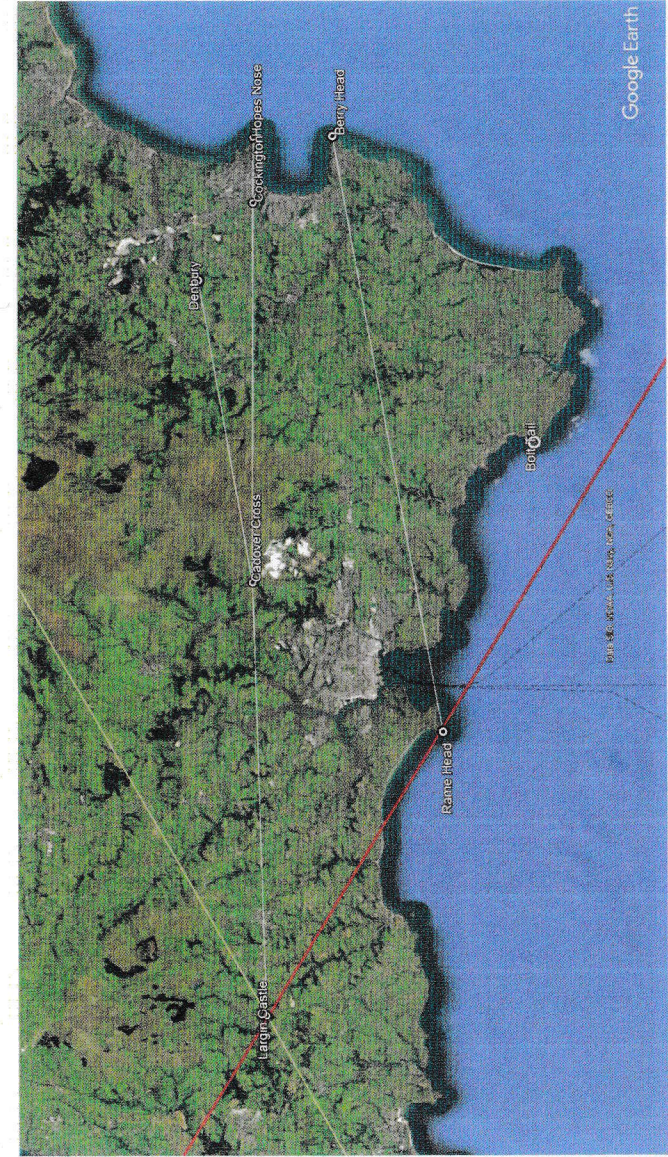 Google Earth
Hopes Nose
Cockington
Berry Head
Denbury
Cadover Cross
Bolt Tail
Rame Head
Largin Castle